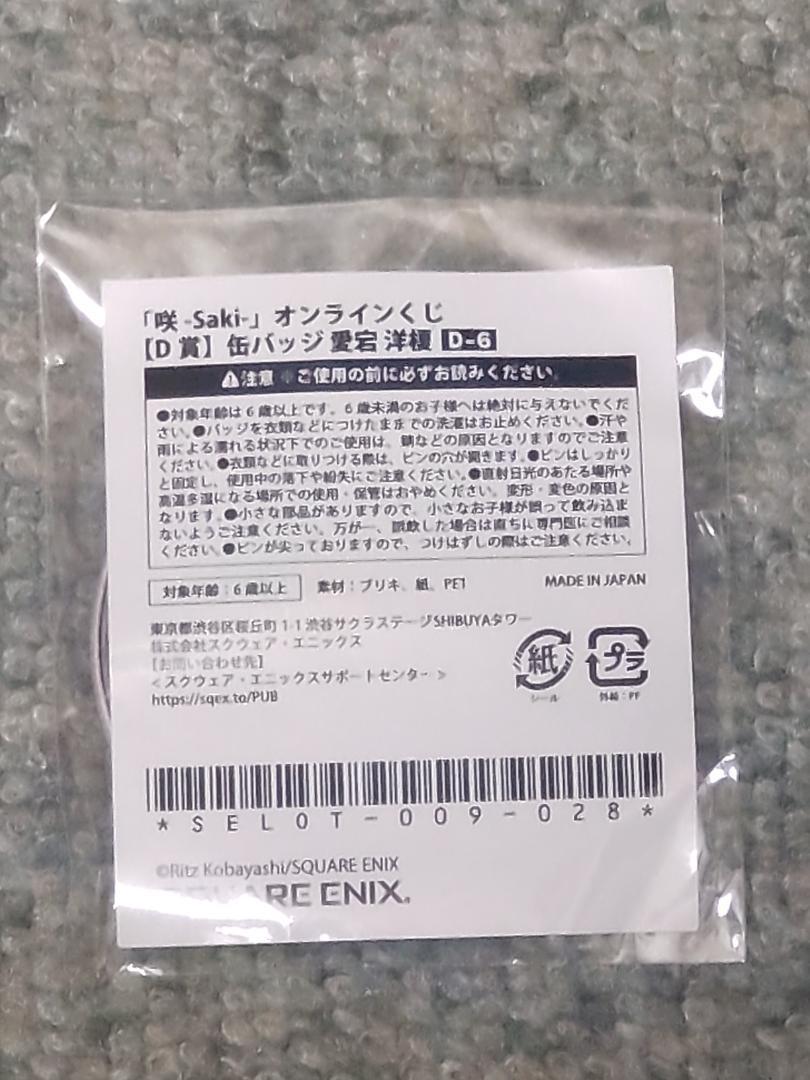 「咲 -Saki-」オンラインくじ
【D 賞】缶バッジ 愛宕 洋榎 D-6
⚠注意 ※ご使用の前に必ずお読みください。
●対象年齢は6歳以上です。6歳未満のお子様へは絶対に与えないでくだ
さい。●バッジを衣類などにつけたままでの洗濯はお止めください。●汗や
雨による濡れる状況下でのご使用は、錆などの原因となりますのでご注意
ください。●衣類などに取りつける際は、ピンの穴が開きます。●ピンはしっかり
と固定し、使用中の落下や紛失にご注意ください。●直射日光のあたる場所や
高温多湿になる場所での使用・保管はおやめください。変形・変色の原因と
なります。●小さな部品がありますので、小さなお子様が誤って飲み込ま
ないようご注意ください。万が一、誤飲した場合は直ちに専門医にご相談
ください。●ピンが尖っておりますので、つけはずしの際はご注意ください。
対象年齢：6歳以上 素材：ブリキ、紙、PET MADE IN JAPAN
東京都渋谷区桜丘町 1-1 渋谷サクラステージSHIBUYAタワー
株式会社スクウェア・エニックス
【お問い合わせ先】
＜スクウェア・エニックスサポートセンター＞
https://sqex.to/PUB
紙 プラ
シール 外装：PP
*SELOT-009-028*
©Ritz Kobayashi/SQUARE ENIX
SQUARE ENIX.